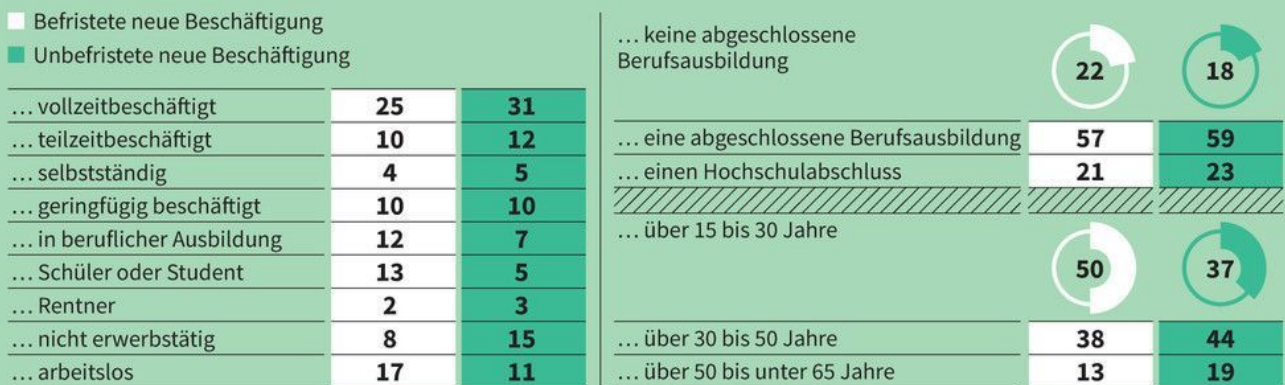 Befristete neue Beschäftigung
Unbefristete neue Beschäftigung
… vollzeitbeschäftigt 25 31
… teilzeitbeschäftigt 10 12
… selbstständig 4 5
… geringfügig beschäftigt 10 10
… in beruflicher Ausbildung 12 7
… Schüler oder Student 13 5
… Rentner 2 3
… nicht erwerbstätig 8 15
… arbeitslos 17 11
… keine abgeschlossene
Berufsausbildung
22 18
… eine abgeschlossene Berufsausbildung 57 59
… einen Hochschulabschluss 21 23
… über 15 bis 30 Jahre
50 37
… über 30 bis 50 Jahre 38 44
… über 50 bis unter 65 Jahre 13 19